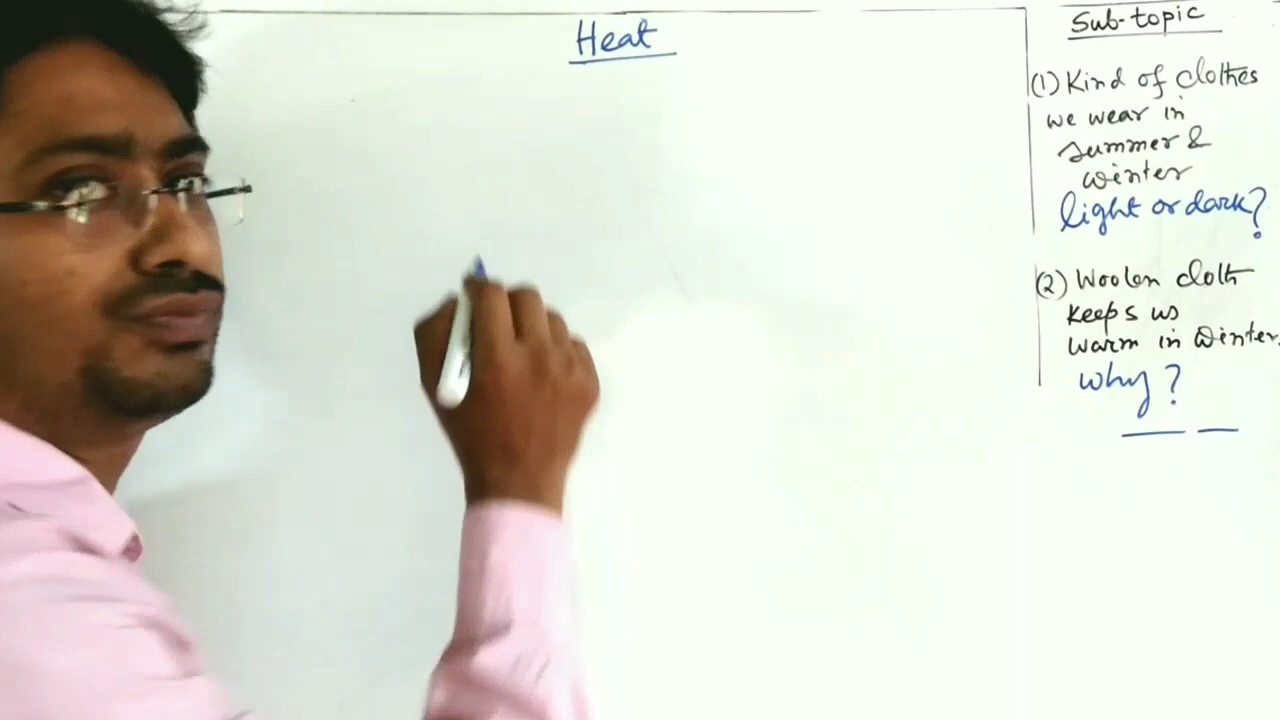 Heat
Sub-topic
(1) Kind of clothes
we wear in
summer &
winter
light or dark?
(2) Woolen cloth
keeps us
warm in winter.
why?